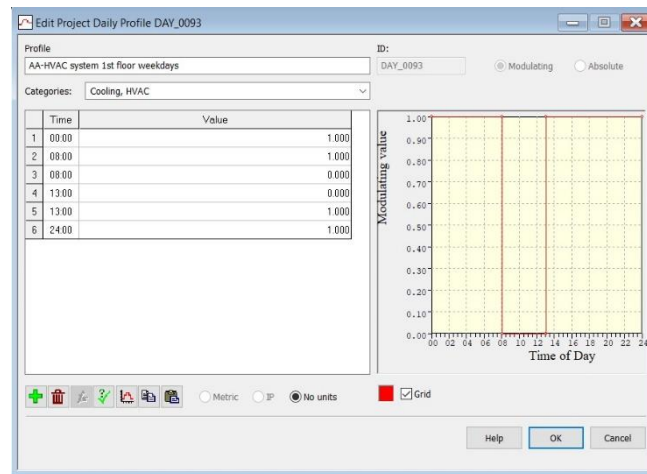 Edit Project Daily Profile DAY_0093
Profile
ID:
AA-HVAC system 1st floor weekdays
DAY_0093
Modulating
Absolute
Categories:
Cooling, HVAC
Time
Value
1 00:00 1.000
2 08:00 1.000
3 08:00 0.000
4 13:00 0.000
5 13:00 1.000
6 24:00 1.000
Modulating value
1.00
0.90
0.80
0.70
0.60
0.50
0.40
0.30
0.20
0.10
0.00
00 02 04 06 08 10 12 14 16 18 20 22 24
Time of Day
Metric
IP
No units
Grid
Help
OK
Cancel